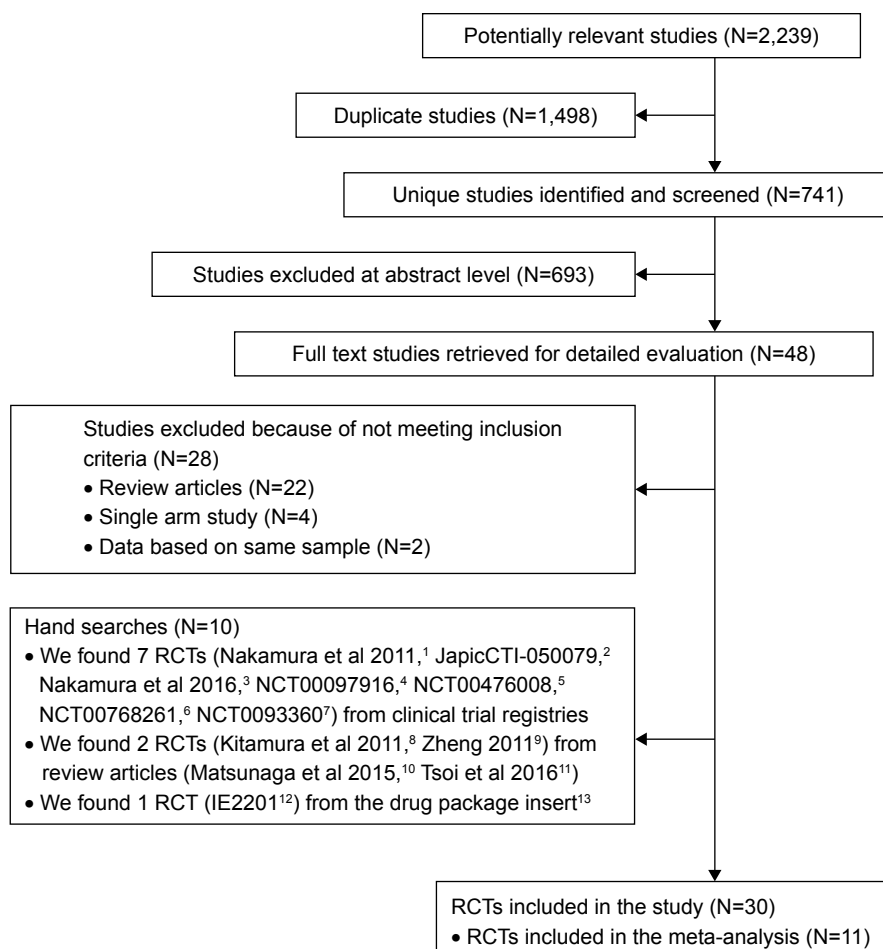 Potentially relevant studies (N=2,239)
Duplicate studies (N=1,498)
Unique studies identified and screened (N=741)
Studies excluded at abstract level (N=693)
Full text studies retrieved for detailed evaluation (N=48)
Studies excluded because of not meeting inclusion
criteria (N=28)
• Review articles (N=22)
• Single arm study (N=4)
• Data based on same sample (N=2)
Hand searches (N=10)
• We found 7 RCTs (Nakamura et al 2011,¹ JapicCTI-050079,²
Nakamura et al 2016,³ NCT00097916,⁴ NCT00476008,⁵
NCT00768261,⁶ NCT0093360⁷) from clinical trial registries
• We found 2 RCTs (Kitamura et al 2011,⁸ Zheng 2011⁹) from
review articles (Matsunaga et al 2015,¹⁰ Tsoi et al 2016¹¹)
• We found 1 RCT (IE2201¹²) from the drug package insert¹³
RCTs included in the study (N=30)
• RCTs included in the meta-analysis (N=11)